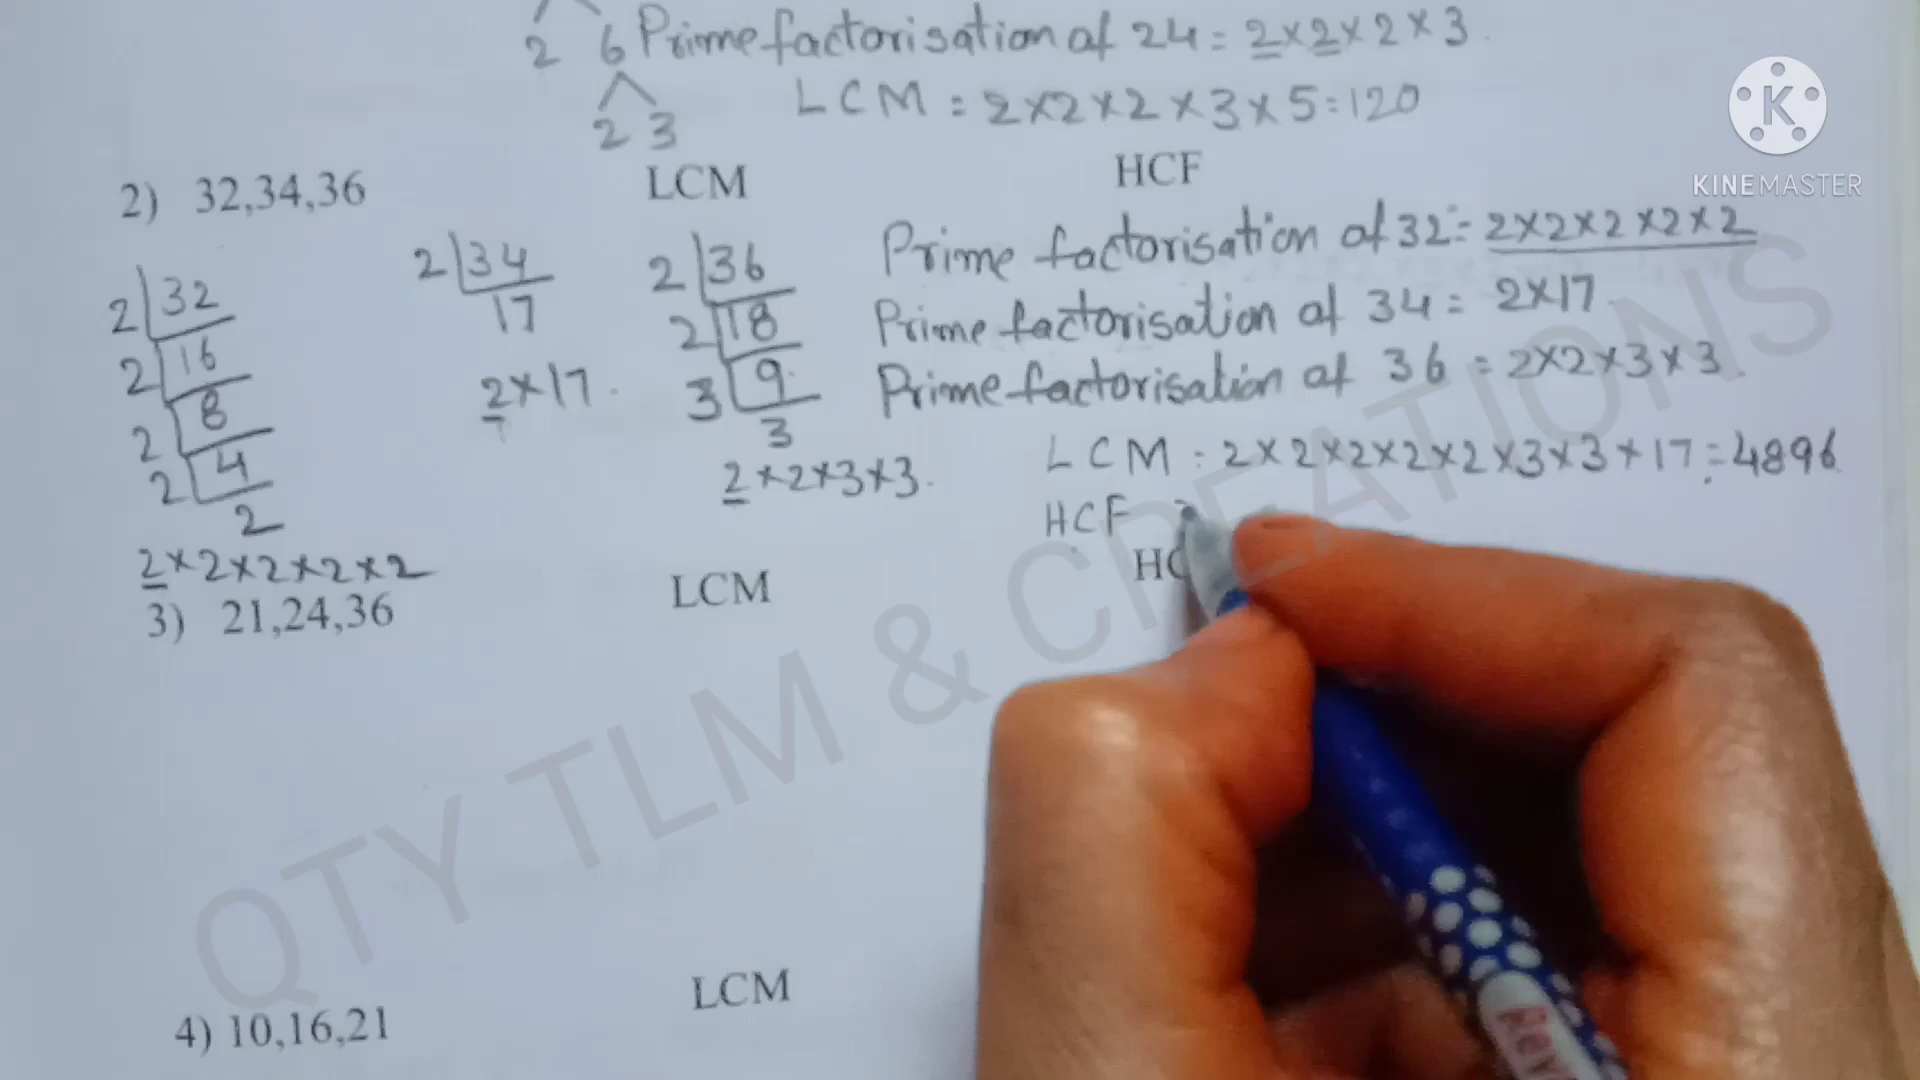 2 6 Prime factorisation of 24 = 2×2×2×3
2 3 LCM = 2×2×2×3×5=120
K
KINEMASTER
2) 32,34,36 LCM HCF
2 32
2 16
2 8
2 4
2
2×2×2×2×2
2 34
17
2×17.
2 36
2 18
3 9
3
2×2×3×3.
Prime factorisation of 32= 2×2×2×2×2
Prime factorisation of 34= 2×17
Prime factorisation of 36 = 2×2×3×3.
LCM = 2×2×2×2×2×3×3×17=4896
HCF
3) 21,24,36 LCM HC
4) 10,16,21 LCM
QTY TLM & CREATIONS